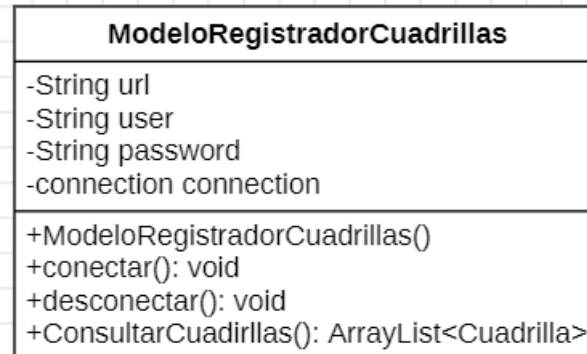 ModeloRegistradorCuadrillas
-String url
-String user
-String password
-connection connection
+ModeloRegistradorCuadrillas()
+conectar(): void
+desconectar(): void
+ConsultarCuadirllas(): ArrayList<Cuadrilla>